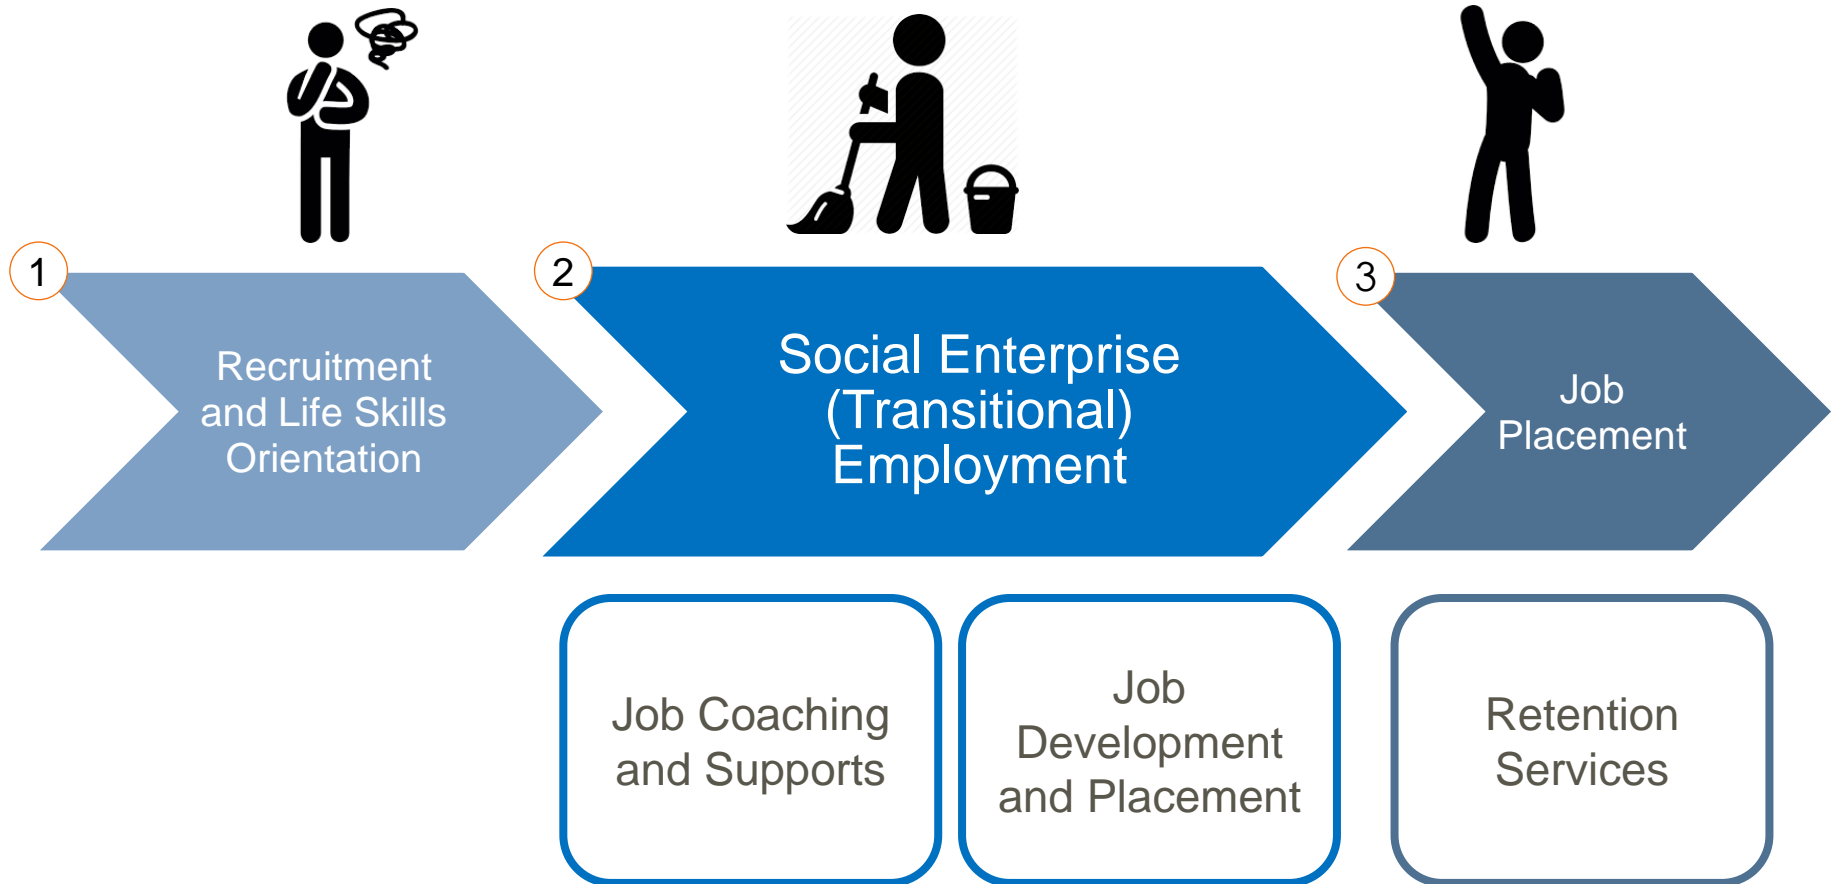 1
Recruitment
and Life Skills
Orientation
2
Social Enterprise
(Transitional)
Employment
3
Job
Placement
Job Coaching
and Supports
Job
Development
and Placement
Retention
Services